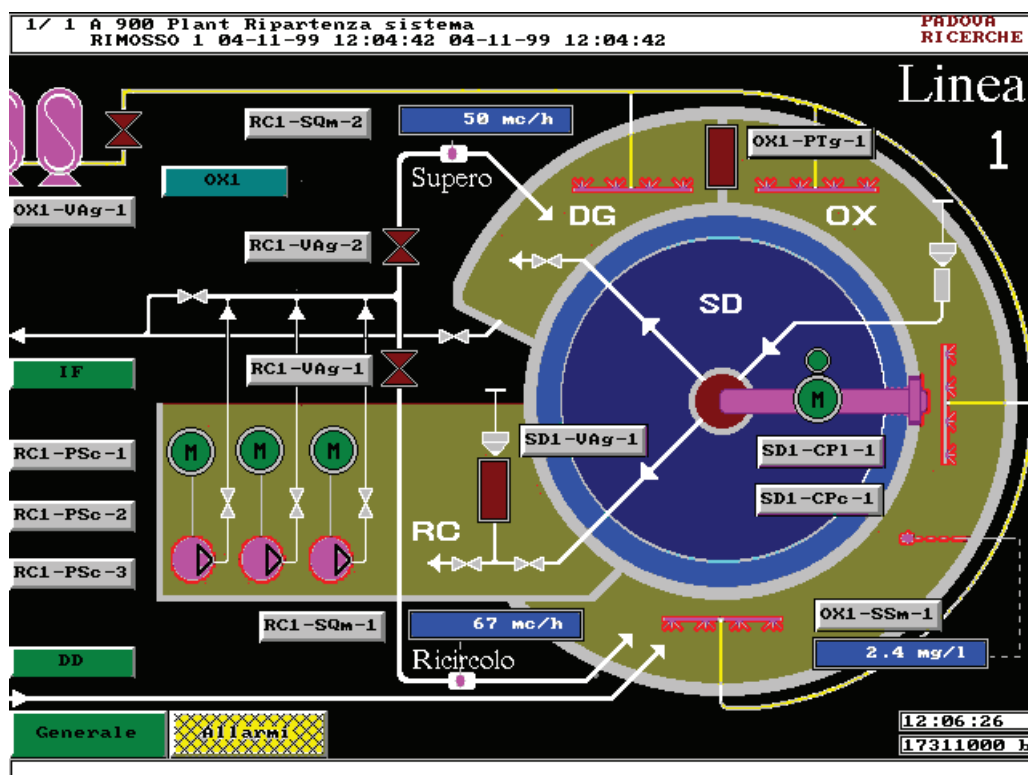 1/ 1 A 900 Plant Ripartenza sistema
RIMOSSO 1 04-11-99 12:04:42 04-11-99 12:04:42
PADOVA
RICERCHE
Linea
1
RC1-SQm-2
50 mc/h
OX1-PTg-1
OX1
Supero
OX1-VAg-1
DG
OX
RC1-VAg-2
SD
RC1-VAg-1
IF
M
SD1-VAg-1
RC1-PSc-1
M
M
M
SD1-CPl-1
SD1-CPc-1
RC1-PSc-2
RC
RC1-PSc-3
RC1-SQm-1
67 mc/h
OX1-SSm-1
Ricircolo
2.4 mg/l
DD
Generale
Allarmi
12:06:26
17311000 h